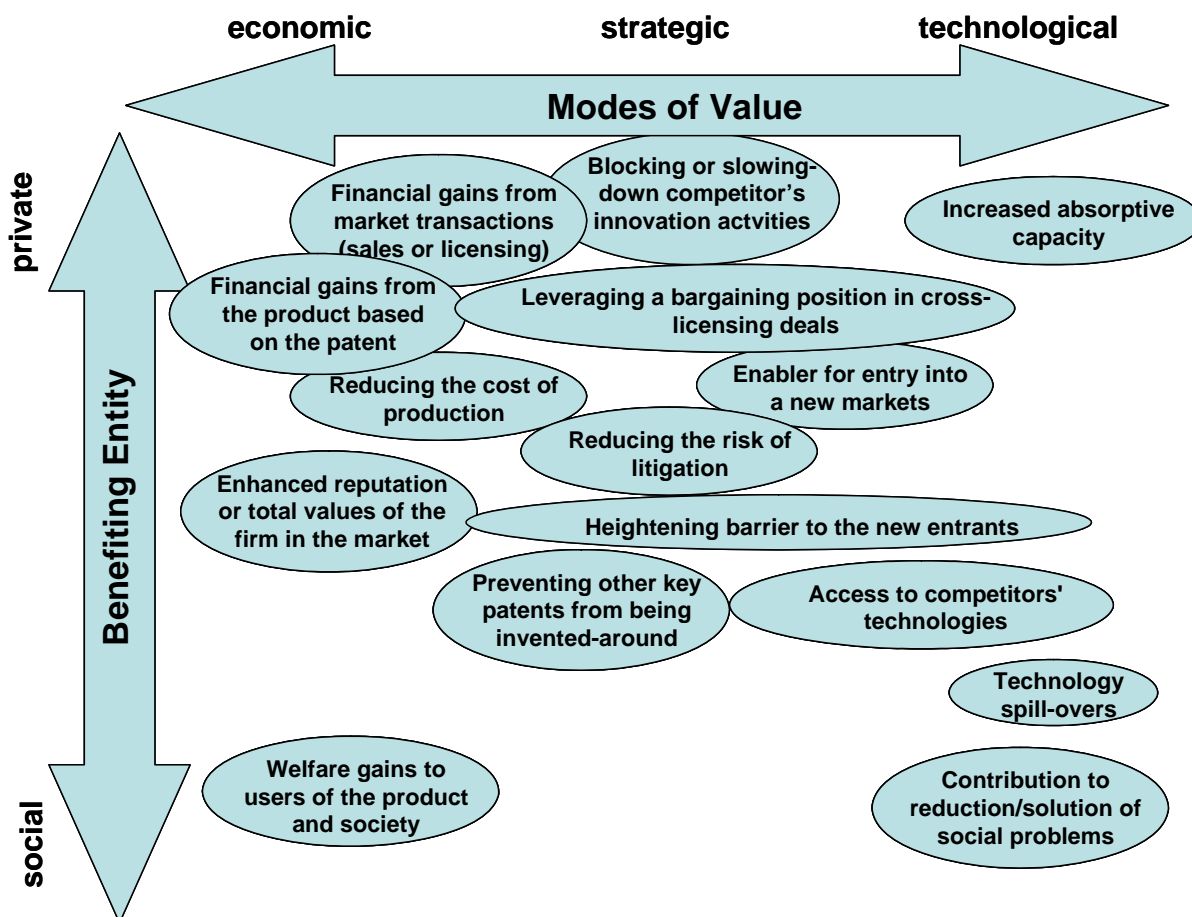 economic
strategic
technological
Modes of Value
private
Benefiting Entity
social
Financial gains from
market transactions
(sales or licensing)
Blocking or slowing-
down competitor's
innovation actvities
Increased absorptive
capacity
Financial gains from
the product based
on the patent
Leveraging a bargaining position in cross-
licensing deals
Reducing the cost of
production
Enabler for entry into
a new markets
Reducing the risk of
litigation
Enhanced reputation
or total values of the
firm in the market
Heightening barrier to the new entrants
Preventing other key
patents from being
invented-around
Access to competitors'
technologies
Technology
spill-overs
Welfare gains to
users of the product
and society
Contribution to
reduction/solution of
social problems